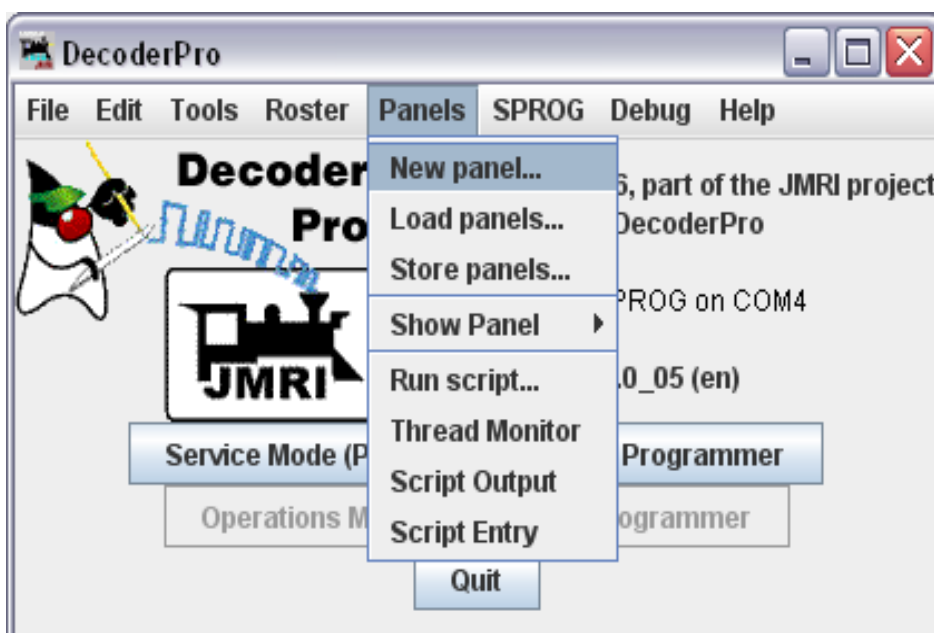 DecoderPro
File Edit Tools Roster Panels SPROG Debug Help
Decoder
Pro
JMRI
New panel...
Load panels...
Store panels...
Show Panel
Run script...
Thread Monitor
Script Output
Script Entry
6, part of the JMRI project
DecoderPro
PROG on COM4
.0_05 (en)
Service Mode (P Programmer
Operations M ogrammer
Quit